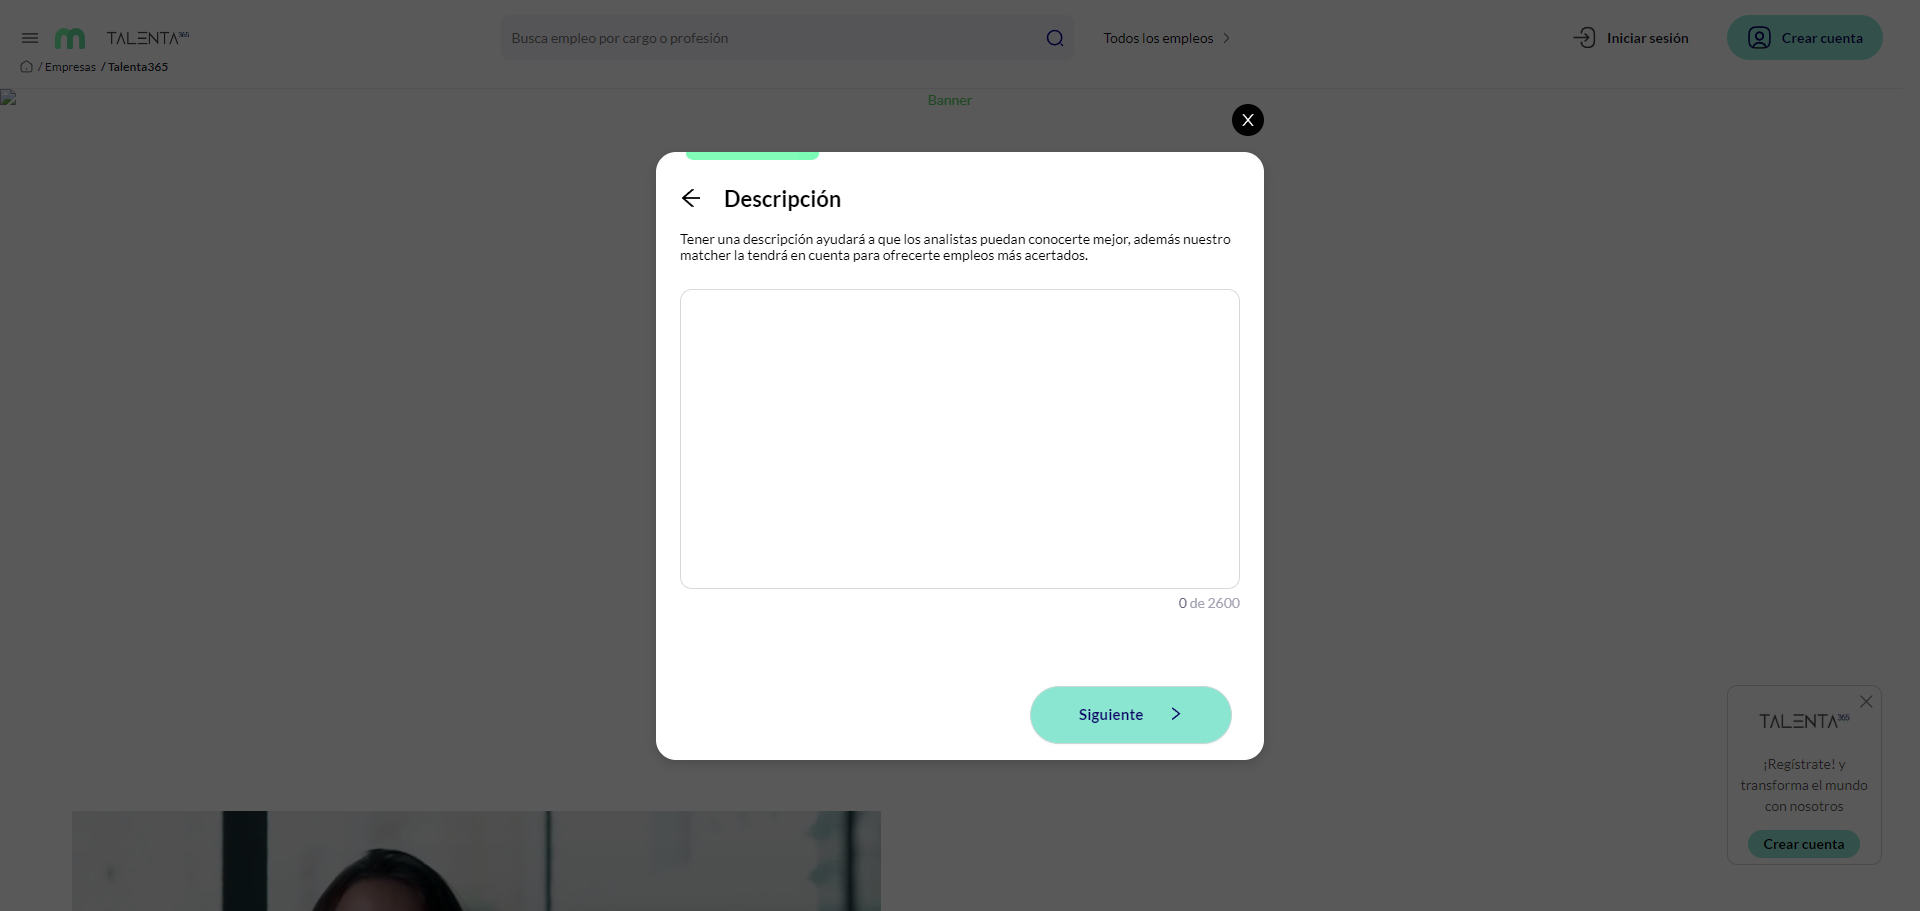 TALENTA365
Busca empleo por cargo o profesión
Todos los empleos
Iniciar sesión
Crear cuenta
/ Empresas / Talenta365
Banner
X
Descripción
Tener una descripción ayudará a que los analistas puedan conocerte mejor, además nuestro
matcher la tendrá en cuenta para ofrecerte empleos más acertados.
0 de 2600
Siguiente
TALENTA365
¡Regístrate! y
transforma el mundo
con nosotros
Crear cuenta